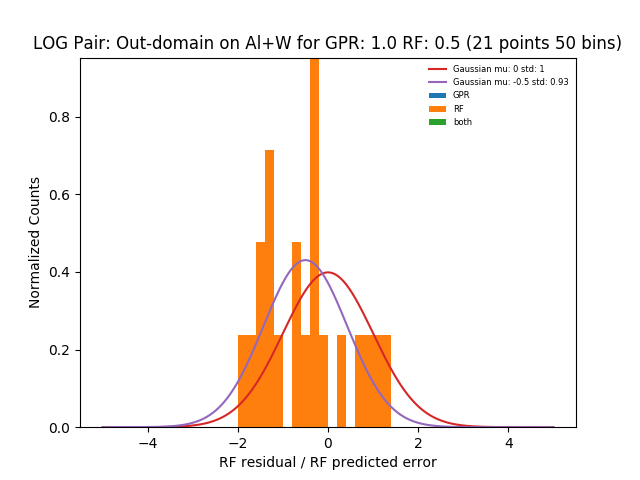 LOG Pair: Out-domain on Al+W for GPR: 1.0 RF: 0.5 (21 points 50 bins)
Gaussian mu: 0 std: 1
Gaussian mu: -0.5 std: 0.93
GPR
RF
both
Normalized Counts
0.8
0.6
0.4
0.2
0.0
−4 −2 0 2 4
RF residual / RF predicted error